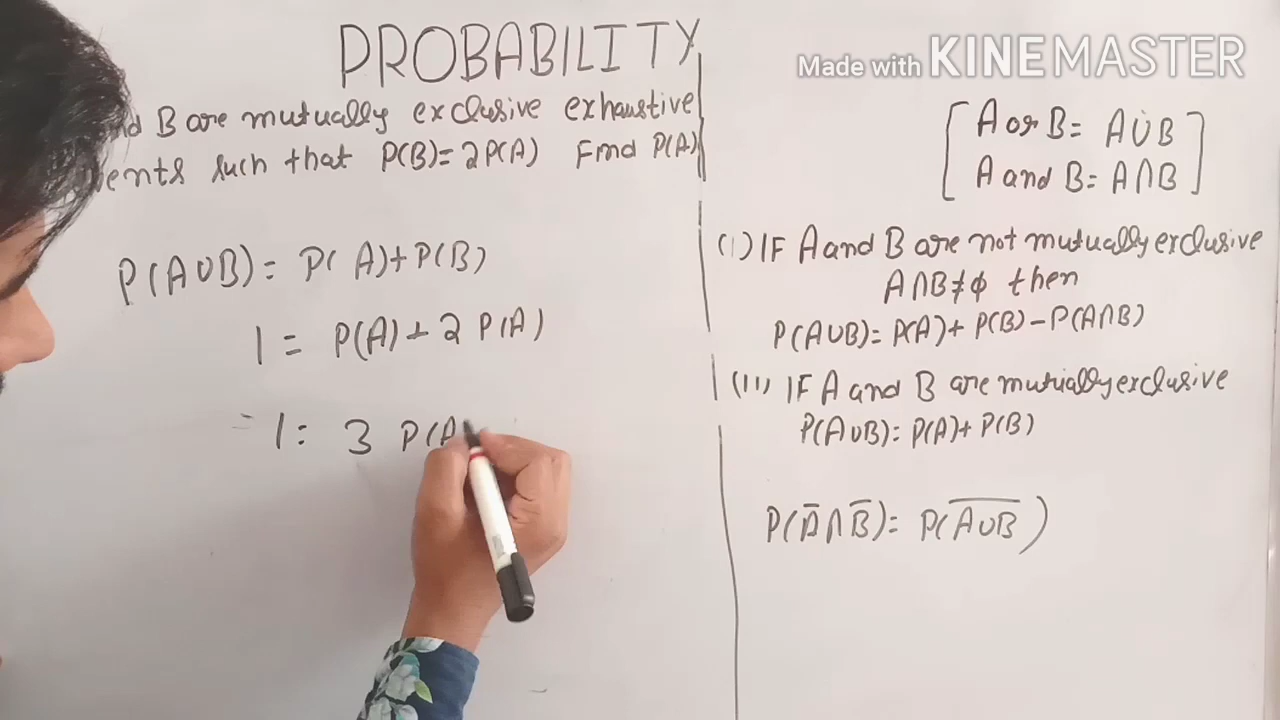 PROBABILITY
Made with KINEMASTER
nd B are mutually exclusive exhaustive
ents such that P(B)= 2P(A) Find P(A)
P(A∪B)= P(A)+P(B)
1 = P(A)+ 2 P(A)
= 1: 3 P(A
[ A or B= A∪B
A and B= A∩B ]
(I) IF A and B are not mutually exclusive
A∩B≠ϕ then
P(A∪B)= P(A)+ P(B)-P(A∩B)
(II) IF A and B are mutually exclusive
P(A∪B): P(A)+ P(B)
P(A̅∩B̅)= P(A̅∪̅B̅)